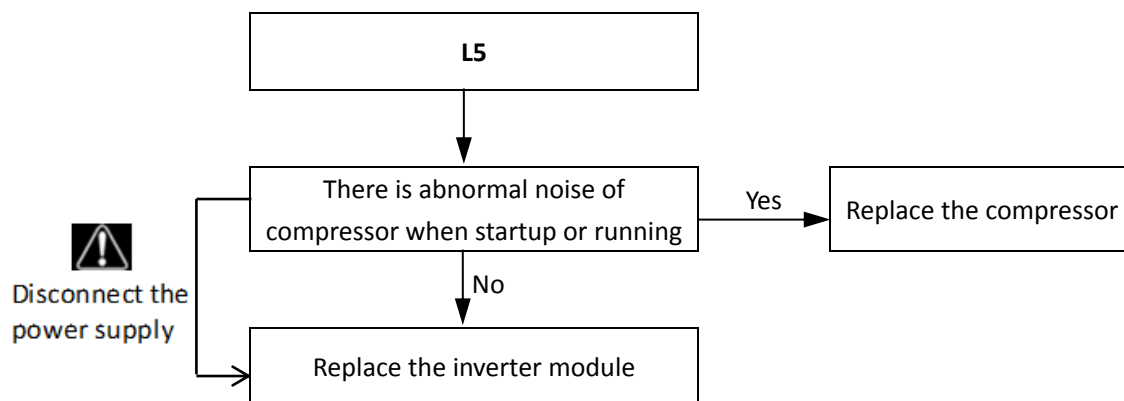 L5
There is abnormal noise of
compressor when startup or running
Yes
Replace the compressor
No
Disconnect the
power supply
Replace the inverter module